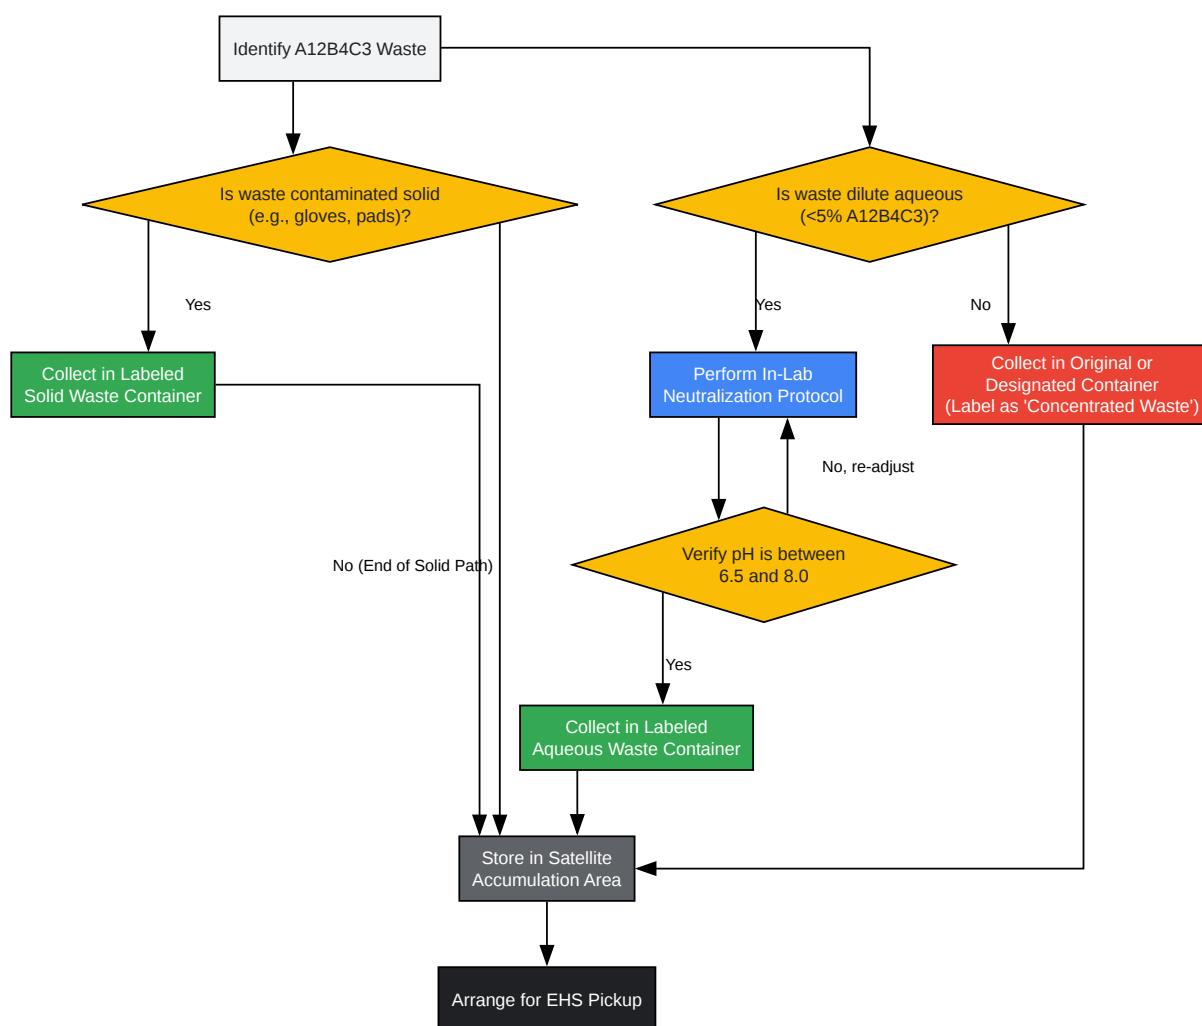 Identify A12B4C3 Waste
Is waste contaminated solid
(e.g., gloves, pads)?
Is waste dilute aqueous
(<5% A12B4C3)?
Yes
Yes
No
Collect in Labeled
Solid Waste Container
Perform In-Lab
Neutralization Protocol
Collect in Original or
Designated Container
(Label as 'Concentrated Waste')
No, re-adjust
No (End of Solid Path)
Verify pH is between
6.5 and 8.0
Yes
Collect in Labeled
Aqueous Waste Container
Store in Satellite
Accumulation Area
Arrange for EHS Pickup